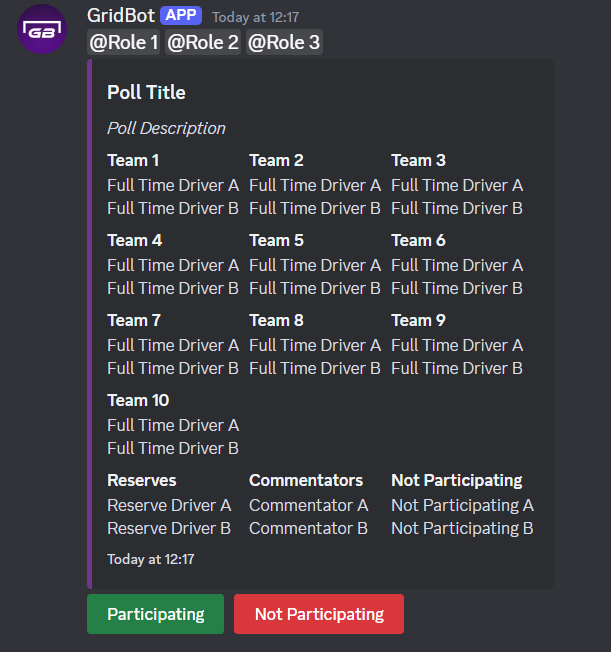 GB
GridBot APP Today at 12:17
@Role 1 @Role 2 @Role 3
Poll Title
Poll Description
Team 1 Team 2 Team 3
Full Time Driver A Full Time Driver A Full Time Driver A
Full Time Driver B Full Time Driver B Full Time Driver B
Team 4 Team 5 Team 6
Full Time Driver A Full Time Driver A Full Time Driver A
Full Time Driver B Full Time Driver B Full Time Driver B
Team 7 Team 8 Team 9
Full Time Driver A Full Time Driver A Full Time Driver A
Full Time Driver B Full Time Driver B Full Time Driver B
Team 10
Full Time Driver A
Full Time Driver B
Reserves Commentators Not Participating
Reserve Driver A Commentator A Not Participating A
Reserve Driver B Commentator B Not Participating B
Today at 12:17
Participating Not Participating